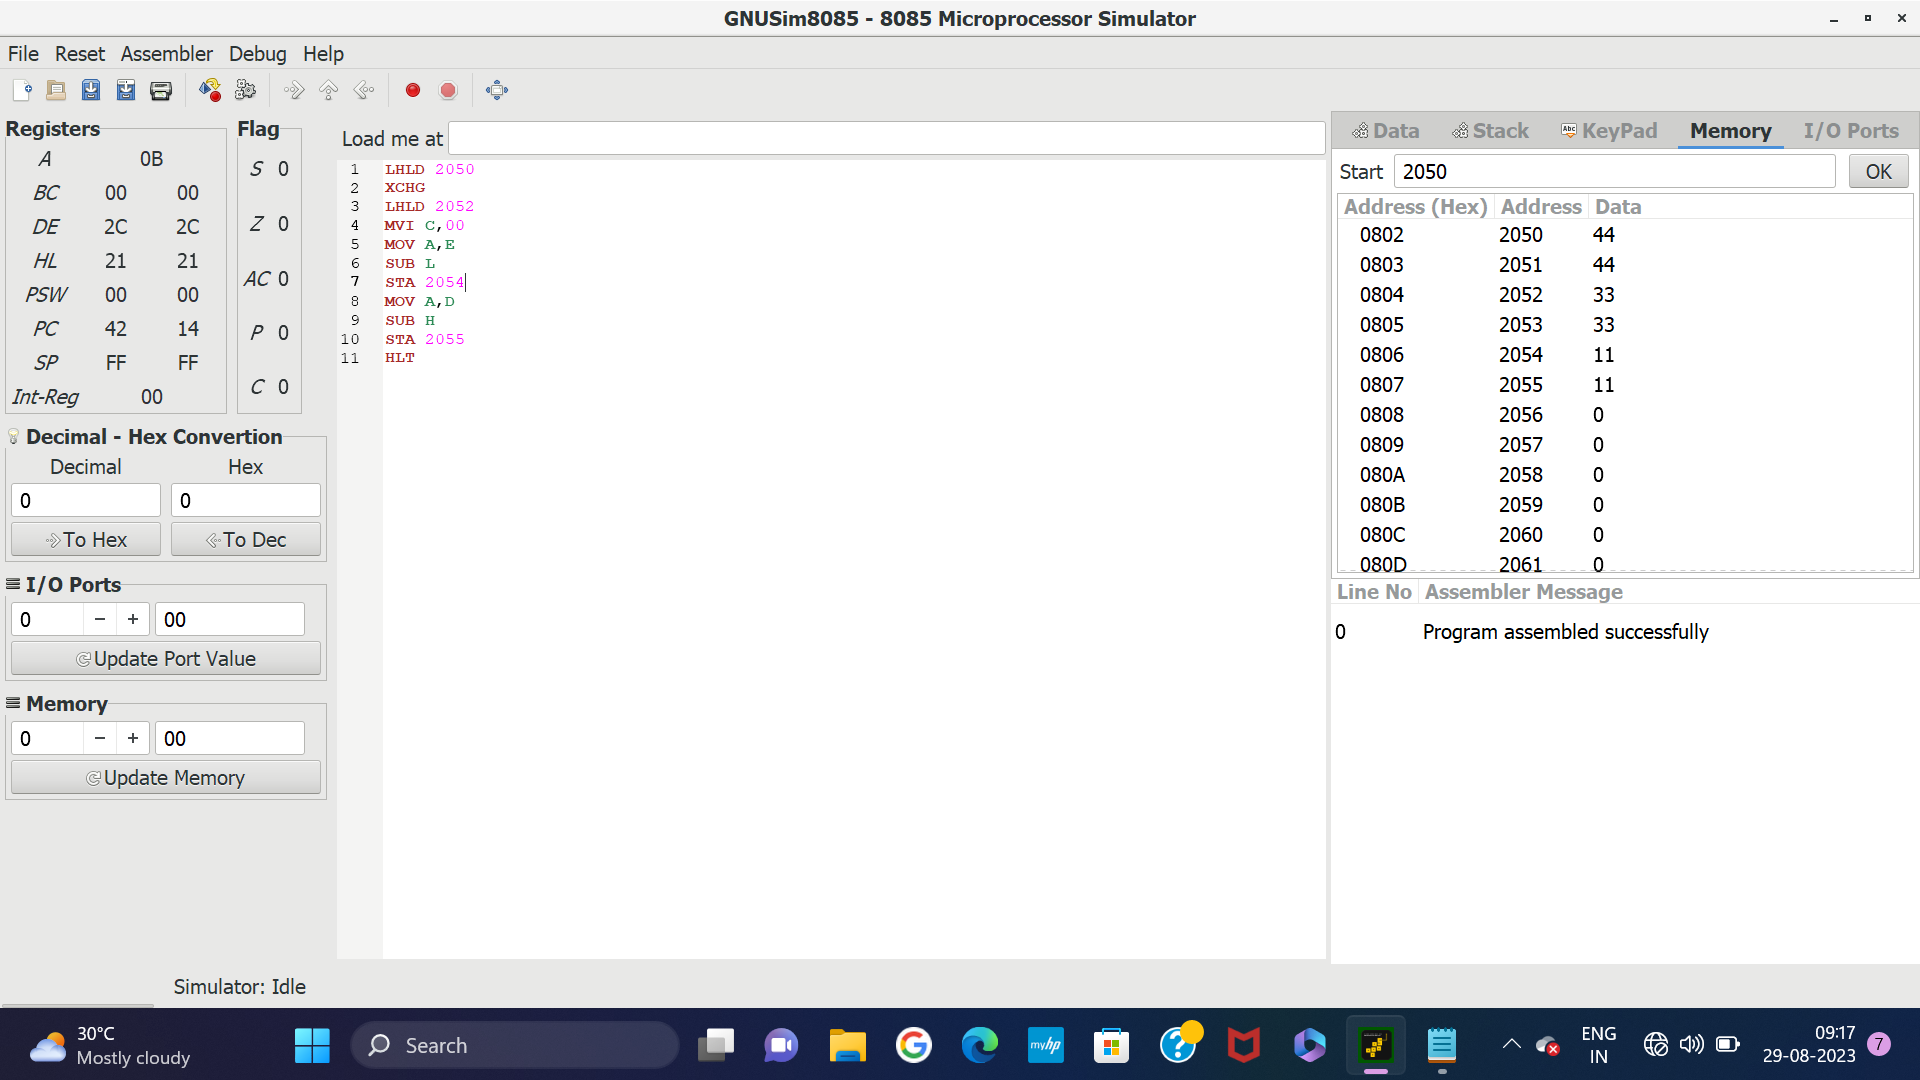 GNUSim8085 - 8085 Microprocessor Simulator
File Reset Assembler Debug Help
Registers
A 0B
BC 00 00
DE 2C 2C
HL 21 21
PSW 00 00
PC 42 14
SP FF FF
Int-Reg 00
Flag
S 0
Z 0
AC 0
P 0
C 0
Decimal - Hex Convertion
Decimal Hex
0 0
To Hex To Dec
I/O Ports
0 − + 00
Update Port Value
Memory
0 − + 00
Update Memory
Load me at
1 LHLD 2050
2 XCHG
3 LHLD 2052
4 MVI C,00
5 MOV A,E
6 SUB L
7 STA 2054
8 MOV A,D
9 SUB H
10 STA 2055
11 HLT
Data Stack Abc KeyPad Memory I/O Ports
Start 2050 OK
Address (Hex) Address Data
0802 2050 44
0803 2051 44
0804 2052 33
0805 2053 33
0806 2054 11
0807 2055 11
0808 2056 0
0809 2057 0
080A 2058 0
080B 2059 0
080C 2060 0
080D 2061 0
Line No Assembler Message
0 Program assembled successfully
Simulator: Idle
30°C
Mostly cloudy
Search
myhp
ENG
IN
09:17
29-08-2023
7